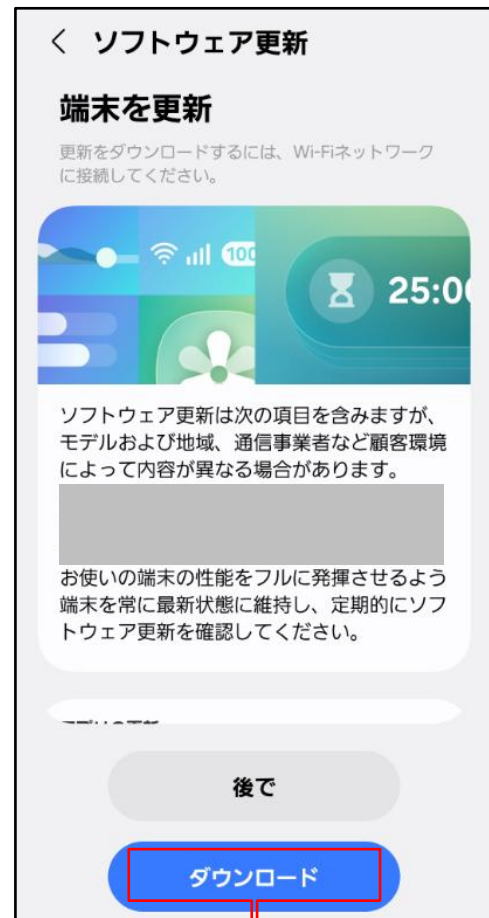 ソフトウェア更新
端末を更新
更新をダウンロードするには、Wi-Fiネットワーク
に接続してください。
100
25:00
ソフトウェア更新は次の項目を含みますが、
モデルおよび地域、通信事業者など顧客環境
によって内容が異なる場合があります。
お使いの端末の性能をフルに発揮させるよう
端末を常に最新状態に維持し、定期的にソフ
トウェア更新を確認してください。
後で
ダウンロード